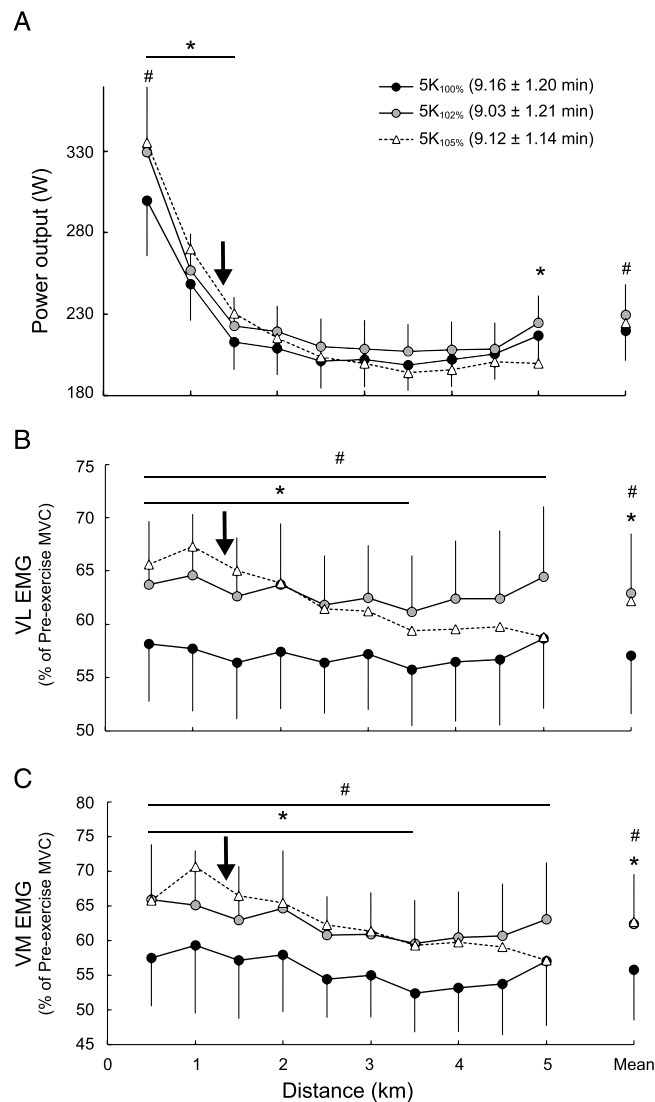 A
*
#
5K100% (9.16 ± 1.20 min)
5K102% (9.03 ± 1.21 min)
5K105% (9.12 ± 1.14 min)
330
280
230
180
Power output (W)
*
#
B
75
70
65
60
55
50
VL EMG
(% of Pre-exercise MVC)
#
*
#
*
C
80
75
70
65
60
55
50
45
VM EMG
(% of Pre-exercise MVC)
#
*
#
*
0 1 2 3 4 5 Mean
Distance (km)